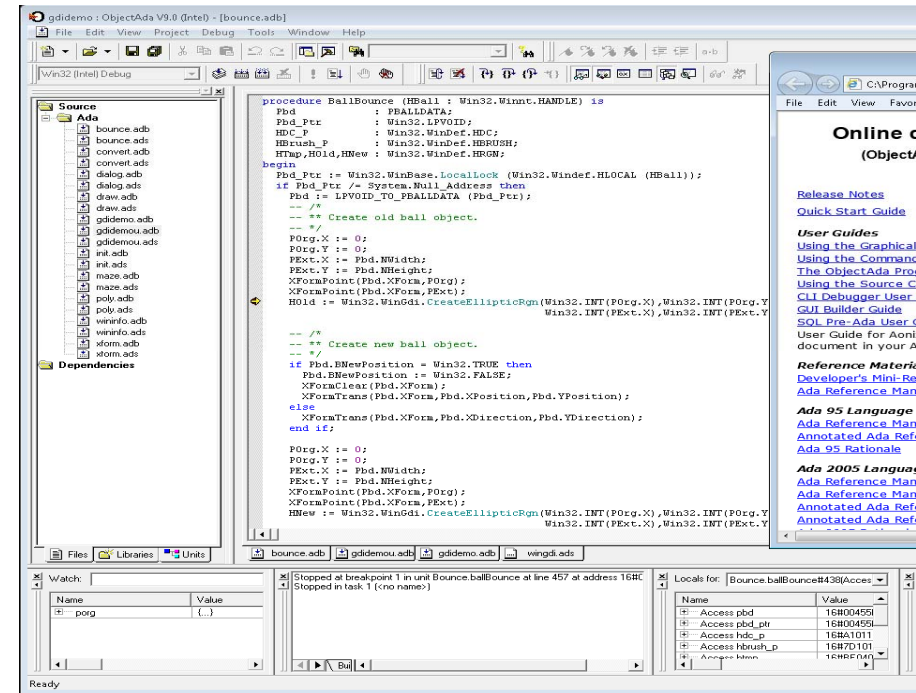 gdidemo : ObjectAda V9.0 (Intel) - [bounce.adb]
File Edit View Project Debug Tools Window Help
Win32 (Intel) Debug
Source
Ada
bounce.adb
bounce.ads
convert.adb
convert.ads
dialog.adb
dialog.ads
draw.adb
draw.ads
gdidemo.adb
gdidemou.adb
gdidemou.ads
init.adb
init.ads
maze.adb
maze.ads
poly.adb
poly.ads
wininfo.adb
wininfo.ads
xform.adb
xform.ads
Dependencies
Files Libraries Units
procedure BallBounce (HBall : Win32.Winnt.HANDLE) is
Pbd : PBALLDATA;
Pbd_Ptr : Win32.LPVOID;
HDC_P : Win32.WinDef.HDC;
HBrush_P : Win32.WinDef.HBRUSH;
HTmp,HOld,HNew : Win32.WinDef.HRGN;
begin
Pbd_Ptr := Win32.WinBase.LocalLock (Win32.Windef.HLOCAL (HBall));
if Pbd_Ptr /= System.Null_Address then
Pbd := LPVOID_TO_PBALLDATA (Pbd_Ptr);
-- /*
-- ** Create old ball object.
-- */
POrg.X := 0;
POrg.Y := 0;
PExt.X := Pbd.NWidth;
PExt.Y := Pbd.NHeight;
XFormPoint(Pbd.XForm,POrg);
XFormPoint(Pbd.XForm,PExt);
HOld := Win32.WinGdi.CreateEllipticRgn(Win32.INT(POrg.X),Win32.INT(POrg.Y
Win32.INT(PExt.X),Win32.INT(PExt.Y
-- /*
-- ** Create new ball object.
-- */
if Pbd.BNewPosition = Win32.TRUE then
Pbd.BNewPosition := Win32.FALSE;
XFormClear(Pbd.XForm);
XFormTrans(Pbd.XForm,Pbd.XPosition,Pbd.YPosition);
else
XFormTrans(Pbd.XForm,Pbd.XDirection,Pbd.YDirection);
end if;
POrg.X := 0;
POrg.Y := 0;
PExt.X := Pbd.NWidth;
PExt.Y := Pbd.NHeight;
XFormPoint(Pbd.XForm,POrg);
XFormPoint(Pbd.XForm,PExt);
HNew := Win32.WinGdi.CreateEllipticRgn(Win32.INT(POrg.X),Win32.INT(POrg.Y
Win32.INT(PExt.X),Win32.INT(PExt.Y
bounce.adb gdidemou.adb gdidemo.adb wingdi.ads
C:\Program
File Edit View Favor
Online d
(ObjectA
Release Notes
Quick Start Guide
User Guides
Using the Graphical
Using the Command
The ObjectAda Pro
Using the Source C
CLI Debugger User
GUI Builder Guide
SQL Pre-Ada User G
User Guide for Aoni
document in your A
Reference Materia
Developer's Mini-Re
Ada Reference Man
Ada 95 Language
Ada Reference Man
Annotated Ada Refe
Ada 95 Rationale
Ada 2005 Languag
Ada Reference Man
Ada Reference Man
Annotated Ada Refe
Annotated Ada Refe
Watch:
Name Value
porg {...}
Stopped at breakpoint 1 in unit Bounce.ballBounce at line 457 at address 16#0
Stopped in task 1 (<no name>)
Bui
Locals for: Bounce.ballBounce#438(Acces
Name Value
Access pbd 16#00455
Access pbd_ptr 16#00455
Access hdc_p 16#A1011
Access hbrush_p 16#7D101
Access htmp 16#BF040
Ready